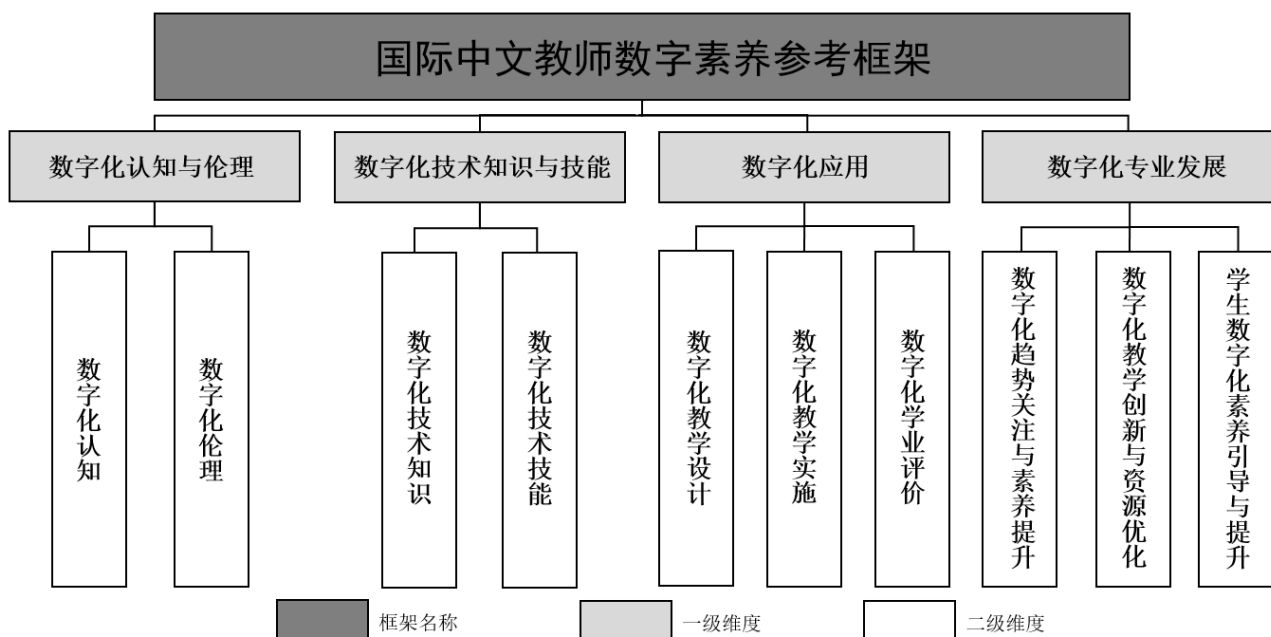 国际中文教师数字素养参考框架
数字化认知与伦理
数字化技术知识与技能
数字化应用
数字化专业发展
数字化认知
数字化伦理
数字化技术知识
数字化技术技能
数字化教学设计
数字化教学实施
数字化学业评价
数字化趋势关注与素养提升
数字化教学创新与资源优化
学生数字化素养引导与提升
框架名称
一级维度
二级维度